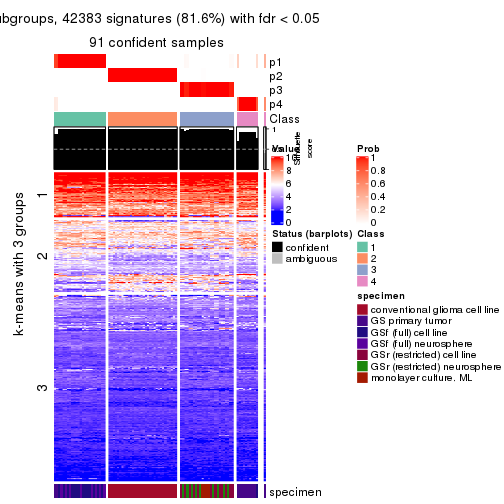 ubgroups, 42383 signatures (81.6%) with fdr < 0.05
91 confident samples
p1
p2
p3
p4
Class
1
Silhouette
score
k-means with 3 groups
1
2
3
Value
10
8
6
4
2
0
Prob
1
0.8
0.6
0.4
0.2
0
Status (barplots)
confident
ambiguous
Class
1
2
3
4
specimen
conventional glioma cell line
GS primary tumor
GSf (full) cell line
GSf (full) neurosphere
GSr (restricted) cell line
GSr (restricted) neurosphere
monolayer culture. ML
specimen